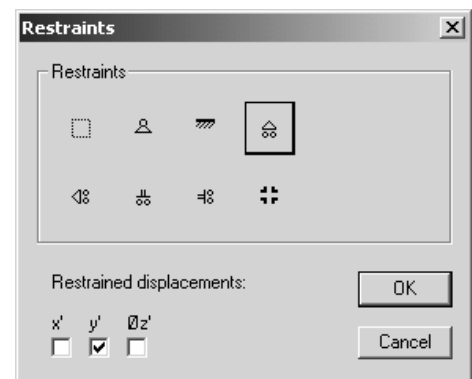 Restraints
Restraints
Restrained displacements:
x' y' Øz'
OK
Cancel